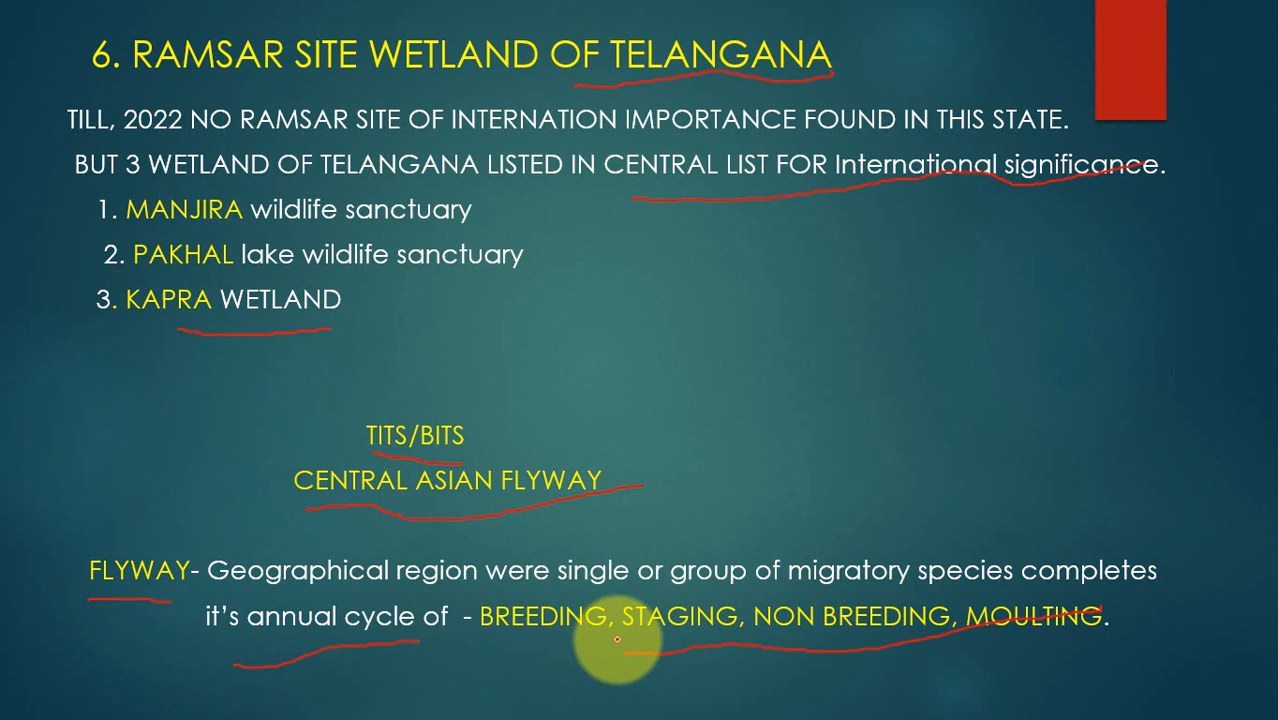 6. RAMSAR SITE WETLAND OF TELANGANA
TILL, 2022 NO RAMSAR SITE OF INTERNATION IMPORTANCE FOUND IN THIS STATE.
BUT 3 WETLAND OF TELANGANA LISTED IN CENTRAL LIST FOR International significance.
1. MANJIRA wildlife sanctuary
2. PAKHAL lake wildlife sanctuary
3. KAPRA WETLAND
TITS/BITS
CENTRAL ASIAN FLYWAY
FLYWAY- Geographical region were single or group of migratory species completes
it's annual cycle of - BREEDING, STAGING, NON BREEDING, MOULTING.